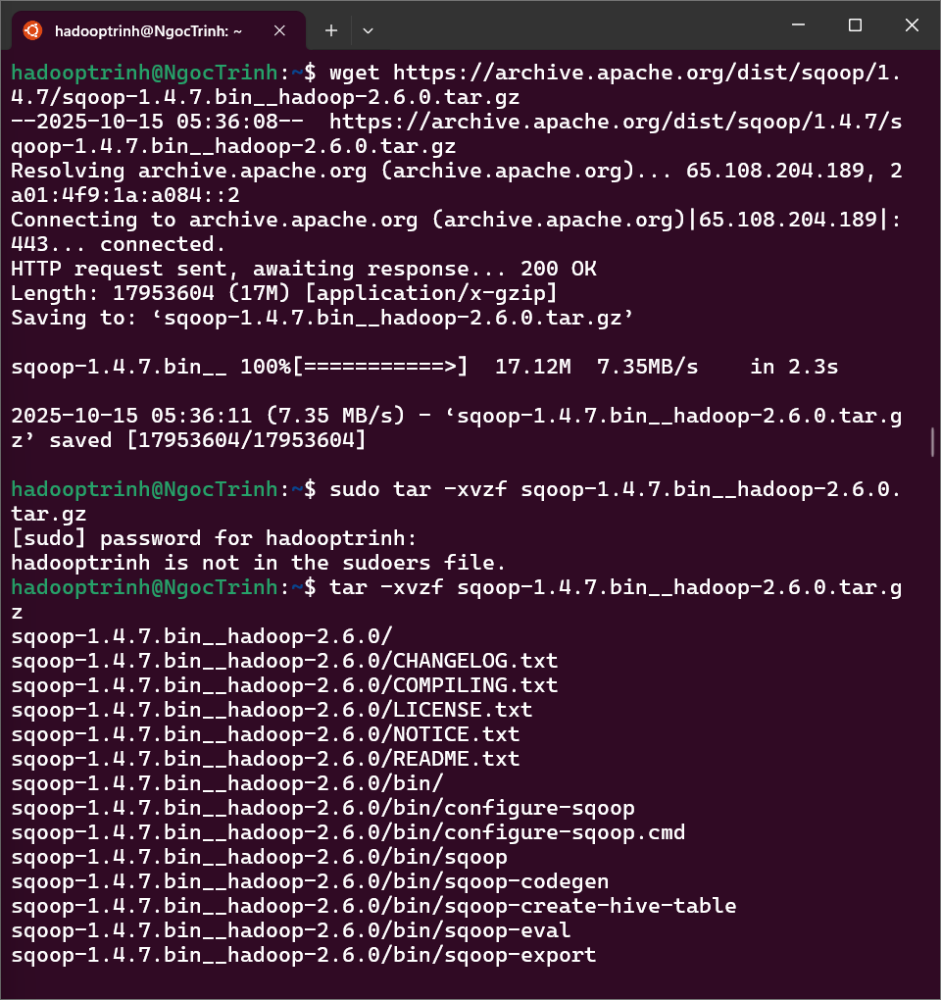 hadooptrinh@NgocTrinh: ~
hadooptrinh@NgocTrinh:~$ wget https://archive.apache.org/dist/sqoop/1.
4.7/sqoop-1.4.7.bin__hadoop-2.6.0.tar.gz
--2025-10-15 05:36:08--  https://archive.apache.org/dist/sqoop/1.4.7/s
qoop-1.4.7.bin__hadoop-2.6.0.tar.gz
Resolving archive.apache.org (archive.apache.org)... 65.108.204.189, 2
a01:4f9:1a:a084::2
Connecting to archive.apache.org (archive.apache.org)|65.108.204.189|:
443... connected.
HTTP request sent, awaiting response... 200 OK
Length: 17953604 (17M) [application/x-gzip]
Saving to: ‘sqoop-1.4.7.bin__hadoop-2.6.0.tar.gz’
sqoop-1.4.7.bin__ 100%[===========>]  17.12M  7.35MB/s    in 2.3s
2025-10-15 05:36:11 (7.35 MB/s) - ‘sqoop-1.4.7.bin__hadoop-2.6.0.tar.g
z’ saved [17953604/17953604]
hadooptrinh@NgocTrinh:~$ sudo tar -xvzf sqoop-1.4.7.bin__hadoop-2.6.0.
tar.gz
[sudo] password for hadooptrinh:
hadooptrinh is not in the sudoers file.
hadooptrinh@NgocTrinh:~$ tar -xvzf sqoop-1.4.7.bin__hadoop-2.6.0.tar.g
z
sqoop-1.4.7.bin__hadoop-2.6.0/
sqoop-1.4.7.bin__hadoop-2.6.0/CHANGELOG.txt
sqoop-1.4.7.bin__hadoop-2.6.0/COMPILING.txt
sqoop-1.4.7.bin__hadoop-2.6.0/LICENSE.txt
sqoop-1.4.7.bin__hadoop-2.6.0/NOTICE.txt
sqoop-1.4.7.bin__hadoop-2.6.0/README.txt
sqoop-1.4.7.bin__hadoop-2.6.0/bin/
sqoop-1.4.7.bin__hadoop-2.6.0/bin/configure-sqoop
sqoop-1.4.7.bin__hadoop-2.6.0/bin/configure-sqoop.cmd
sqoop-1.4.7.bin__hadoop-2.6.0/bin/sqoop
sqoop-1.4.7.bin__hadoop-2.6.0/bin/sqoop-codegen
sqoop-1.4.7.bin__hadoop-2.6.0/bin/sqoop-create-hive-table
sqoop-1.4.7.bin__hadoop-2.6.0/bin/sqoop-eval
sqoop-1.4.7.bin__hadoop-2.6.0/bin/sqoop-export